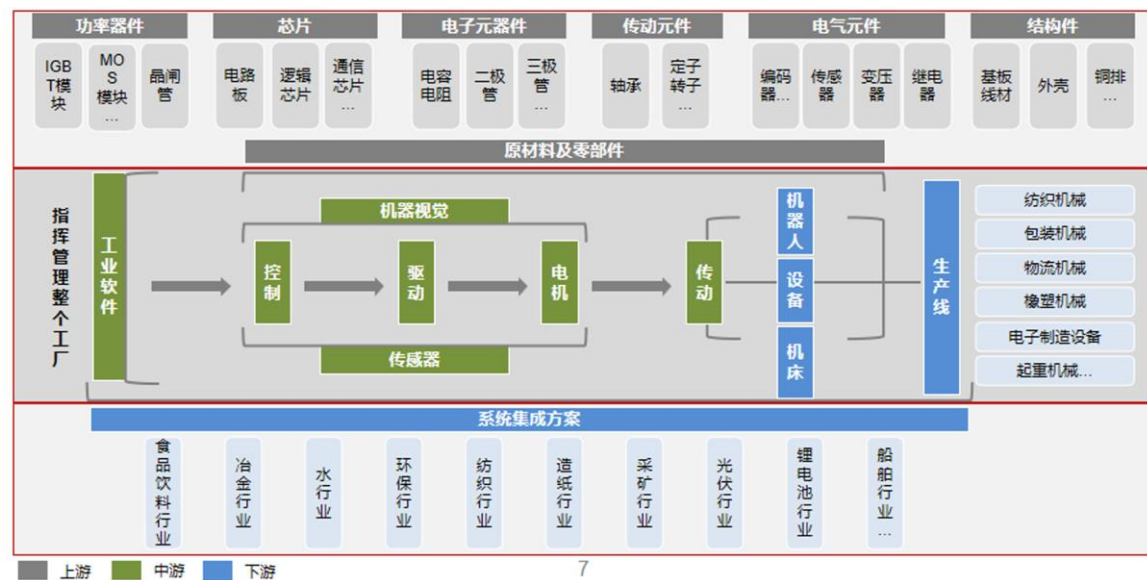 功率器件
芯片
电子元器件
传动元件
电气元件
结构件
IGB
T模
块
MO
S
模块
…
晶闸
管
电路
板
逻辑
芯片
通信
芯片
…
电容
电阻
二极
管
三极
管
…
轴承
定子
转子
…
编码
器…
传感
器
变压
器
继电
器
基板
线材
外壳
铜排
…
原材料及零部件
指挥管理整个工厂
工业软件
机器视觉
控制
驱动
电机
传感器
传动
机器人
设备
机床
生产线
纺织机械
包装机械
物流机械
橡塑机械
电子制造设备
起重机械…
系统集成方案
食品饮料行业
冶金行业
水行业
环保行业
纺织行业
造纸行业
采矿行业
光伏行业
锂电池行业
船舶行业…
上游
中游
下游
7